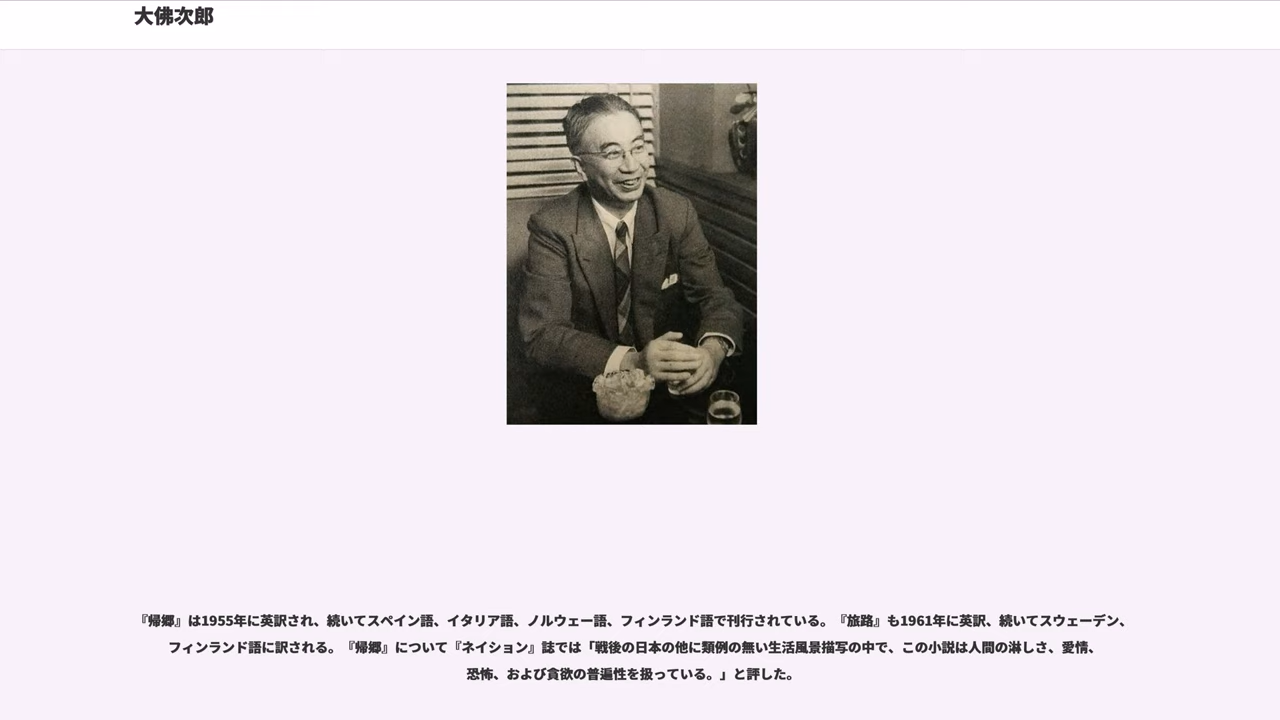 大佛次郎
『帰郷』は1955年に英訳され、続いてスペイン語、イタリア語、ノルウェー語、フィンランド語で刊行されている。『旅路』も1961年に英訳、続いてスウェーデン、
フィンランド語に訳される。『帰郷』について『ネイション』誌では「戦後の日本の他に類例の無い生活風景描写の中で、この小説は人間の淋しさ、愛情、
恐怖、および貪欲の普遍性を扱っている。」と評した。